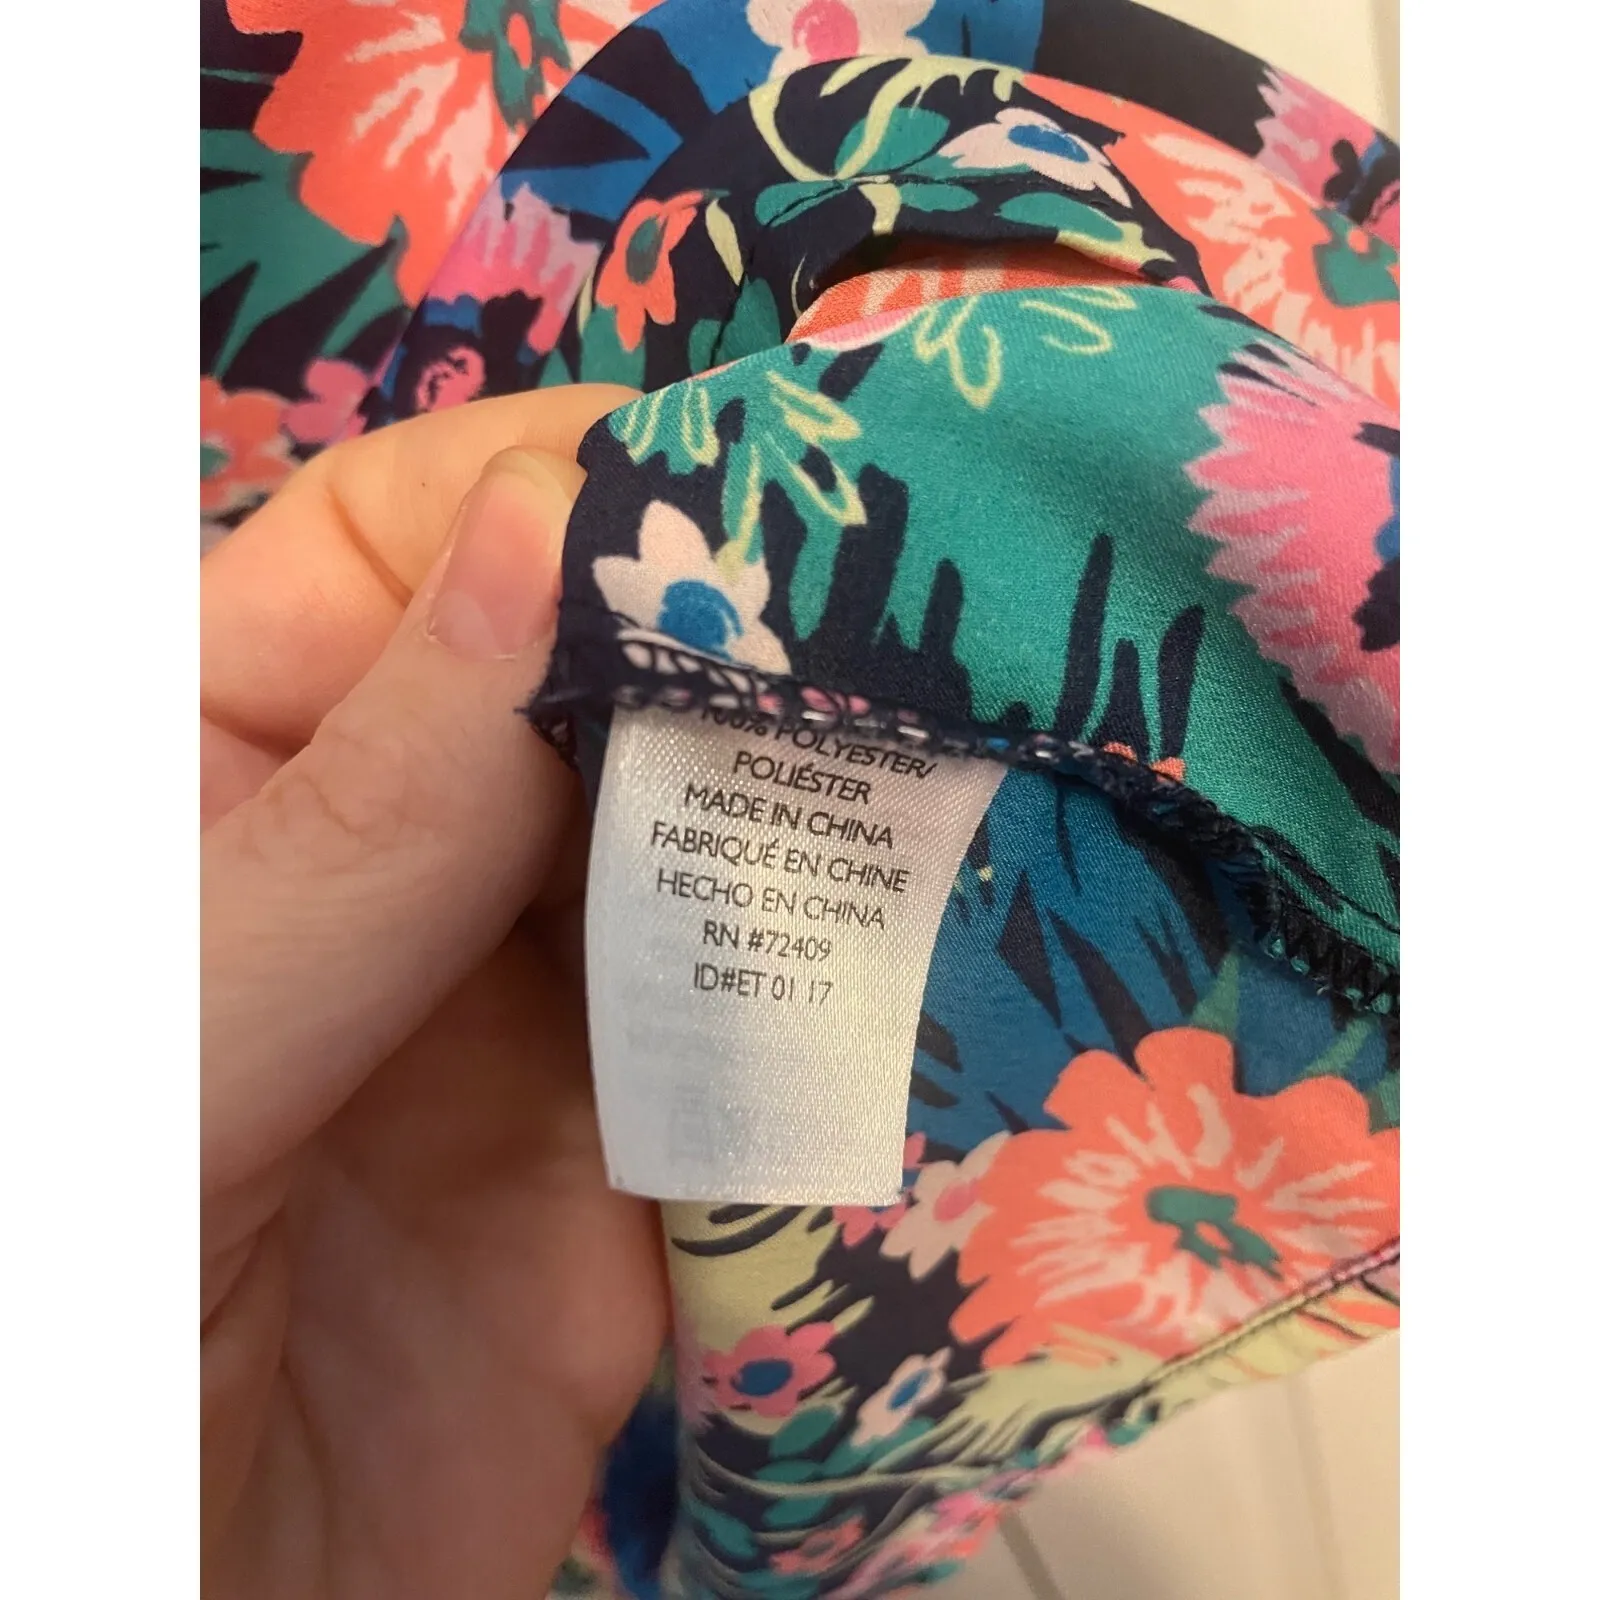 100% POLYESTER/
POLIÉSTER
MADE IN CHINA
FABRIQUÉ EN CHINE
HECHO EN CHINA
RN #72409
ID#ET 01 17